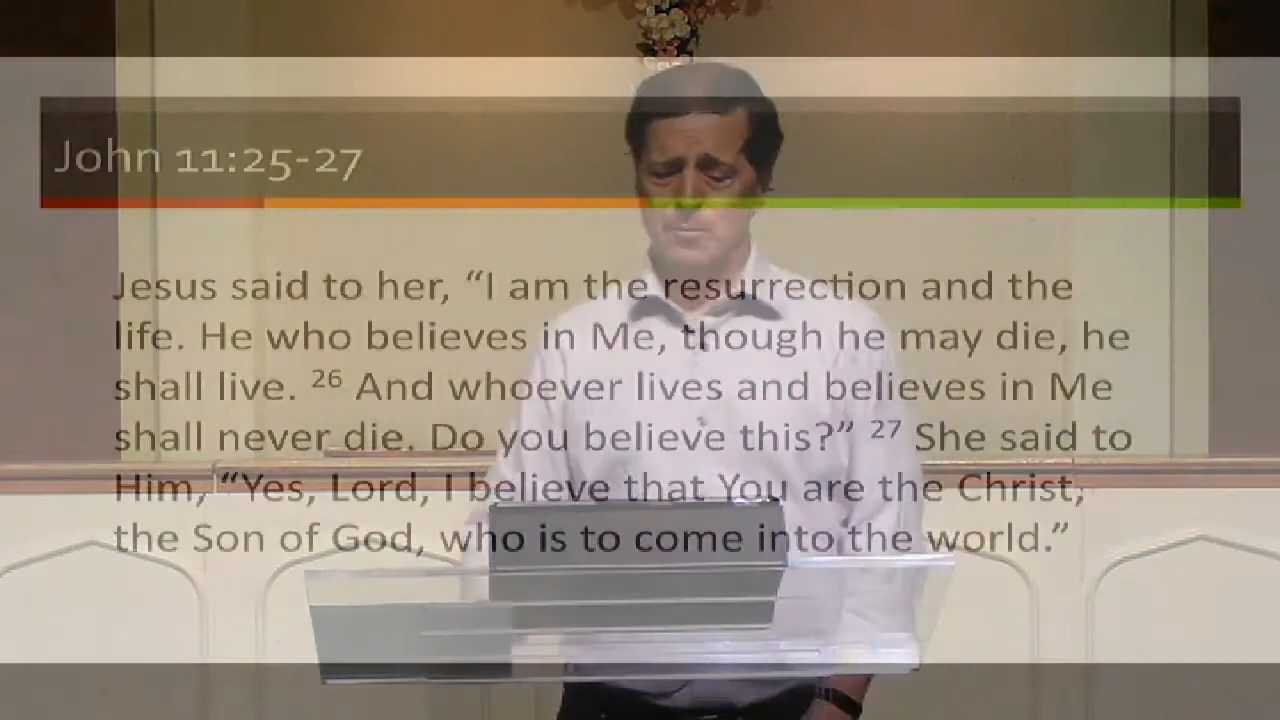 John 11:25-27
Jesus said to her, “I am the resurrection and the
life. He who believes in Me, though he may die, he
shall live. 26 And whoever lives and believes in Me
shall never die. Do you believe this?” 27 She said to
Him, “Yes, Lord, I believe that You are the Christ,
the Son of God, who is to come into the world.”